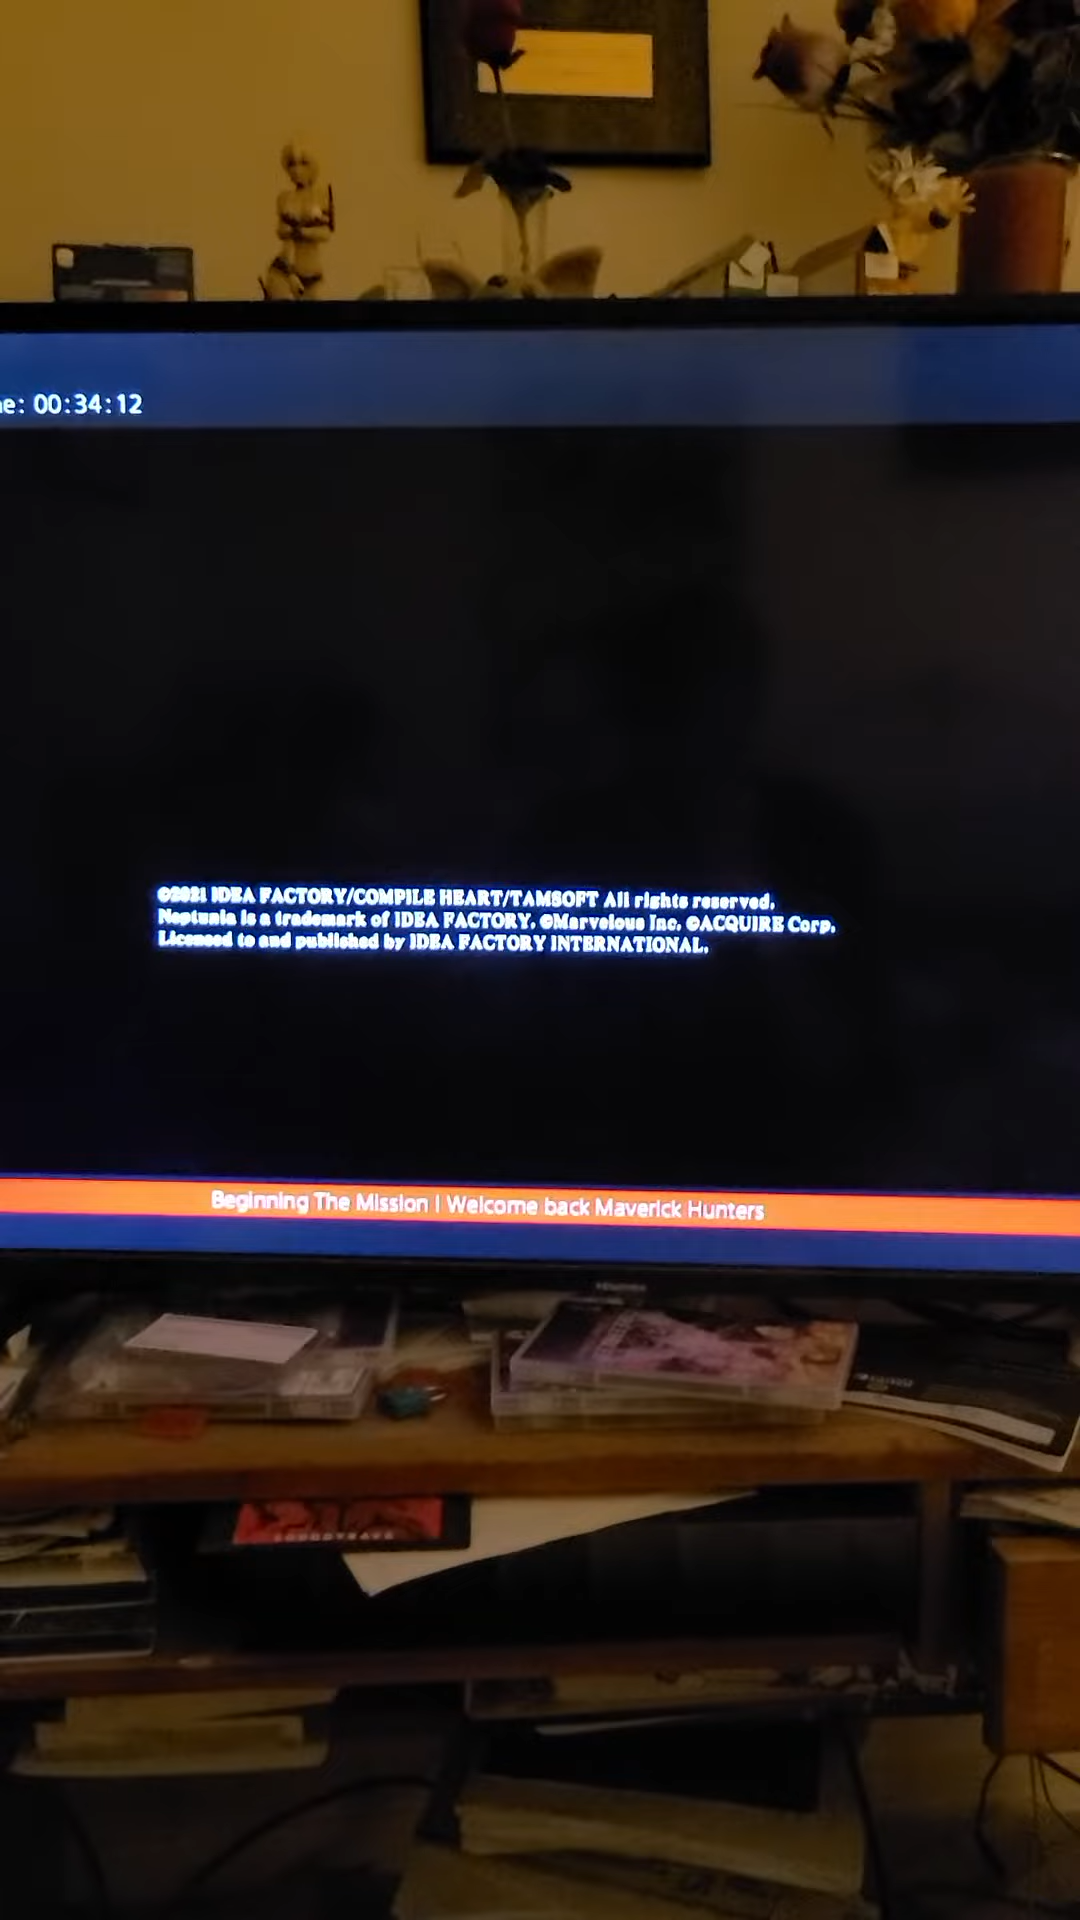 ne: 00:34:12
©2021 IDEA FACTORY/COMPILE HEART/TAMSOFT All rights reserved.
Neptunia is a trademark of IDEA FACTORY. ©Marvelous Inc. ©ACQUIRE Corp.
Licensed to and published by IDEA FACTORY INTERNATIONAL.
Beginning The Mission | Welcome back Maverick Hunters